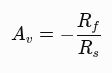 A_v = -\frac{R_f}{R_s}